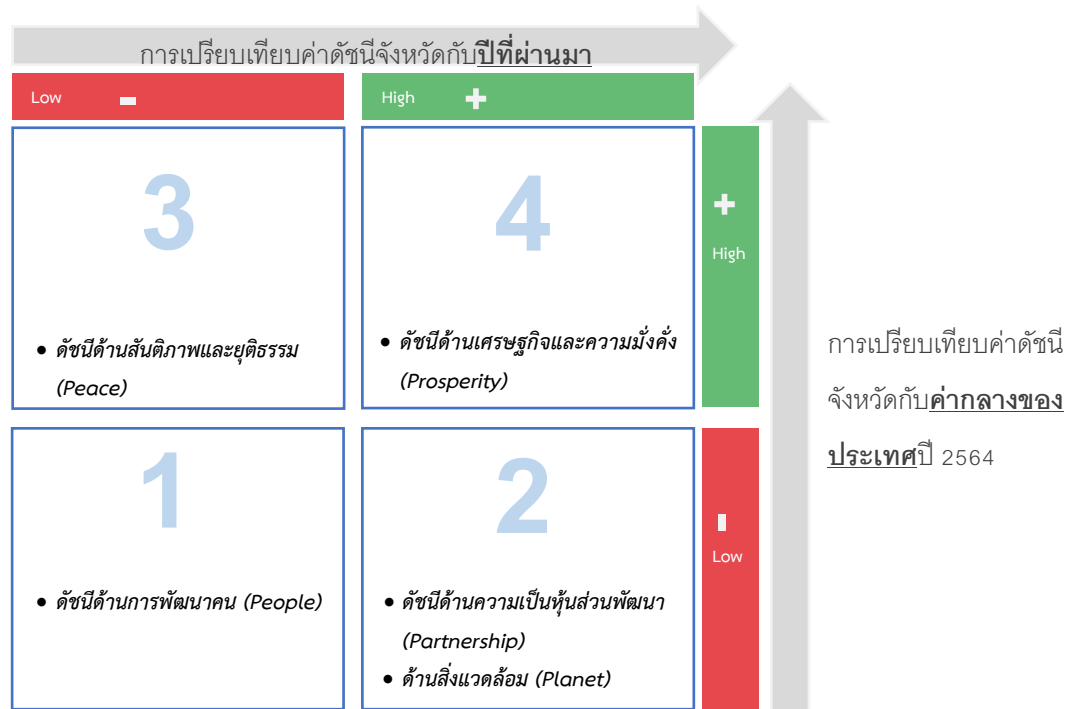 การเปรียบเทียบค่าดัชนีจังหวัดกับปีที่ผ่านมา
Low -
High +
3
• ดัชนีด้านสันติภาพและยุติธรรม
(Peace)
4
• ดัชนีด้านเศรษฐกิจและความมั่งคั่ง
(Prosperity)
+
High
การเปรียบเทียบค่าดัชนี
จังหวัดกับค่ากลางของ
ประเทศปี 2564
1
• ดัชนีด้านการพัฒนาคน (People)
2
• ดัชนีด้านความเป็นหุ้นส่วนพัฒนา
(Partnership)
• ด้านสิ่งแวดล้อม (Planet)
-
Low